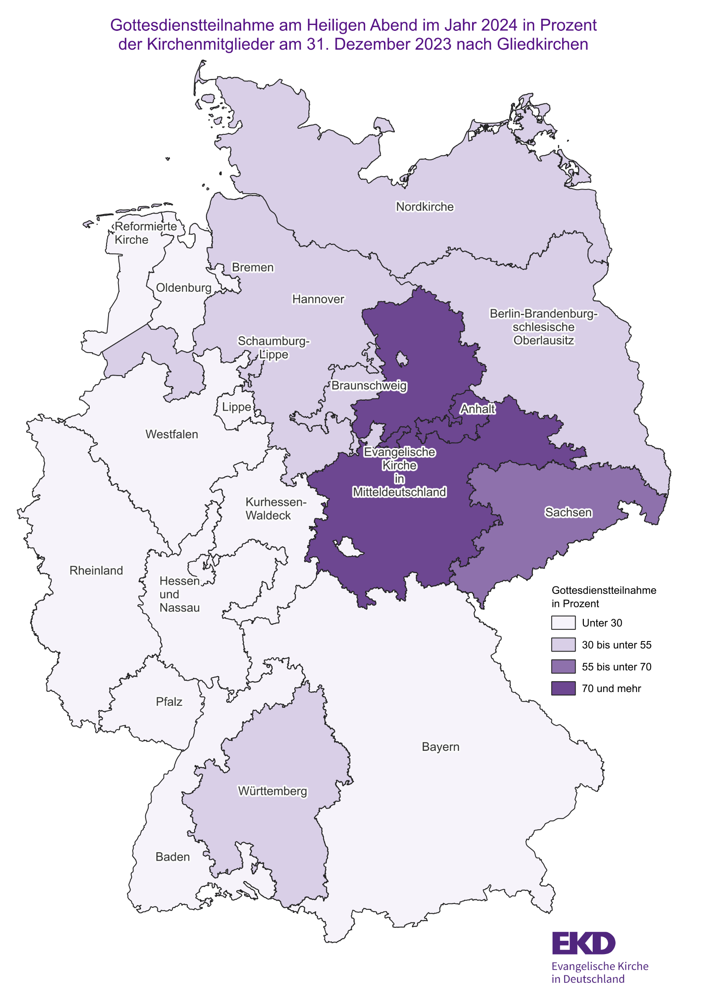 Gottesdienstteilnahme am Heiligen Abend im Jahr 2024 in Prozent
der Kirchenmitglieder am 31. Dezember 2023 nach Gliedkirchen
Nordkirche
Reformierte
Kirche
Bremen
Oldenburg
Hannover
Berlin-Brandenburg-
schlesische
Oberlausitz
Schaumburg-
Lippe
Braunschweig
Lippe
Anhalt
Westfalen
Evangelische
Kirche
in
Mitteldeutschland
Kurhessen-
Waldeck
Sachsen
Rheinland
Hessen
und
Nassau
Gottesdienstteilnahme
in Prozent
Unter 30
30 bis unter 55
55 bis unter 70
70 und mehr
Pfalz
Bayern
Württemberg
Baden
EKD
Evangelische Kirche
in Deutschland